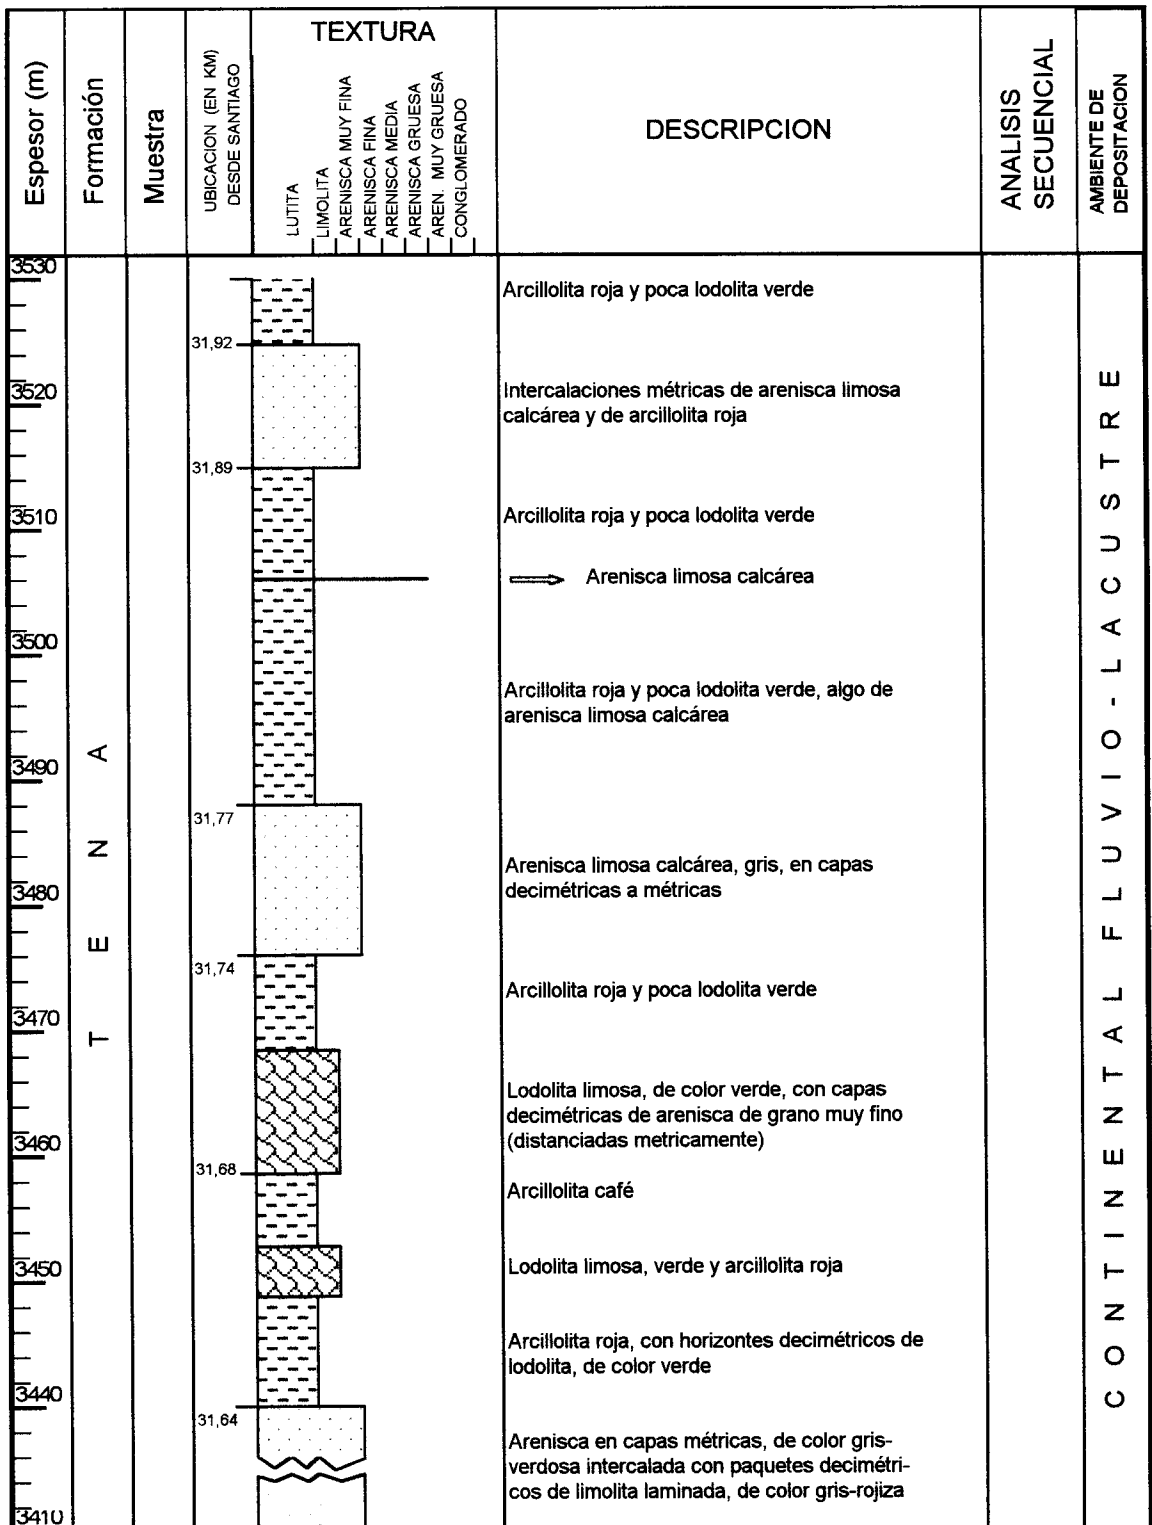 Espesor (m)
Formación
Muestra
UBICACION (EN KM)
DESDE SANTIAGO
TEXTURA
LUTITA
LIMOLITA
ARENISCA MUY FINA
ARENISCA FINA
ARENISCA MEDIA
ARENISCA GRUESA
AREN. MUY GRUESA
CONGLOMERADO
DESCRIPCION
ANALISIS
SECUENCIAL
AMBIENTE DE
DEPOSITACION
3530
Arcillolita roja y poca lodolita verde
31,92
3520
Intercalaciones métricas de arenisca limosa
calcárea y de arcillolita roja
31,89
3510
Arcillolita roja y poca lodolita verde
Arenisca limosa calcárea
3500
Arcillolita roja y poca lodolita verde, algo de
arenisca limosa calcárea
3490
31,77
Arenisca limosa calcárea, gris, en capas
decimétricas a métricas
3480
31,74
Arcillolita roja y poca lodolita verde
3470
Lodolita limosa, de color verde, con capas
decimétricas de arenisca de grano muy fino
(distanciadas metricamente)
3460
31,68
Arcillolita café
3450
Lodolita limosa, verde y arcillolita roja
Arcillolita roja, con horizontes decimétricos de
lodolita, de color verde
3440
31,64
Arenisca en capas métricas, de color gris-
verdosa intercalada con paquetes decimétri-
cos de limolita laminada, de color gris-rojiza
3410
TENA
CONTINENTAL FLUVIO-LACUSTRE